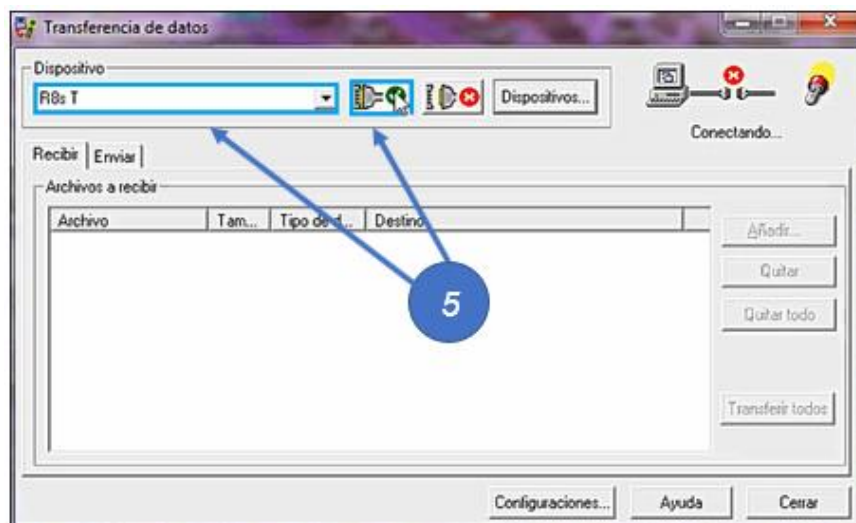 Transferencia de datos
Dispositivo
R8s T
Dispositivos...
Conectando...
Recibir
Enviar
Archivos a recibir
Archivo
Tam...
Tipo de d...
Destino
Añadir...
Quitar
Quitar todo
Transferir todos
5
Configuraciones...
Ayuda
Cerrar